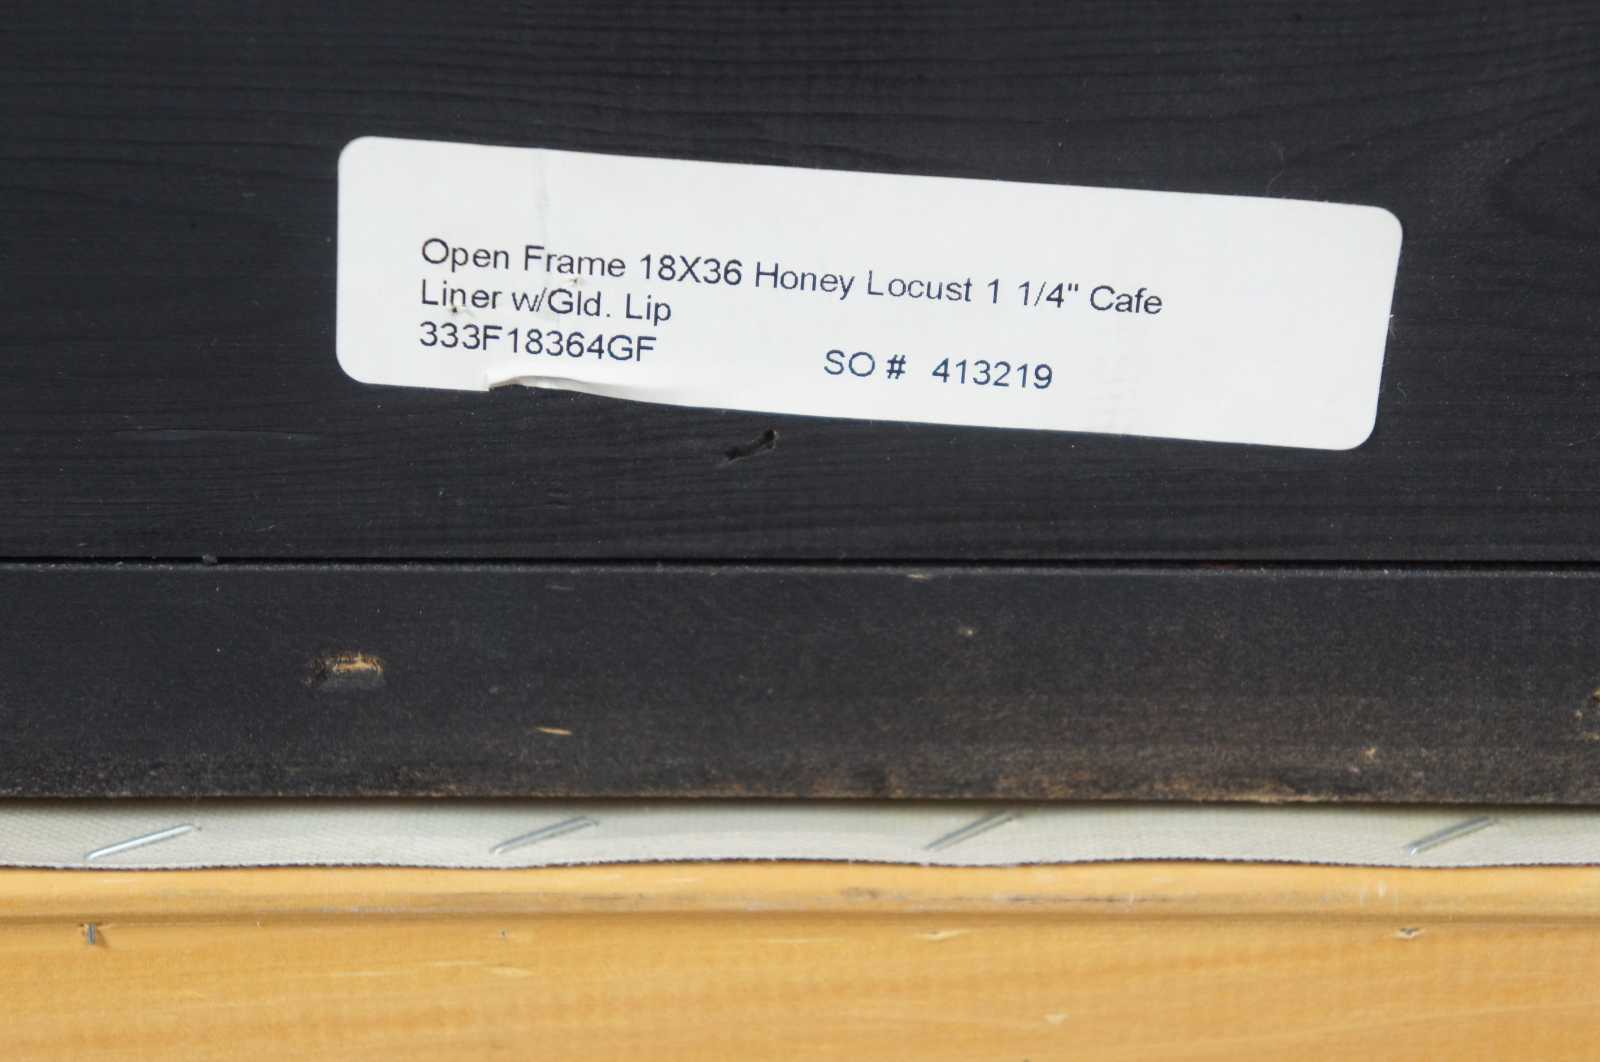 Open Frame 18X36 Honey Locust 1 1/4" Cafe
Liner w/Gld. Lip
333F18364GF SO # 413219